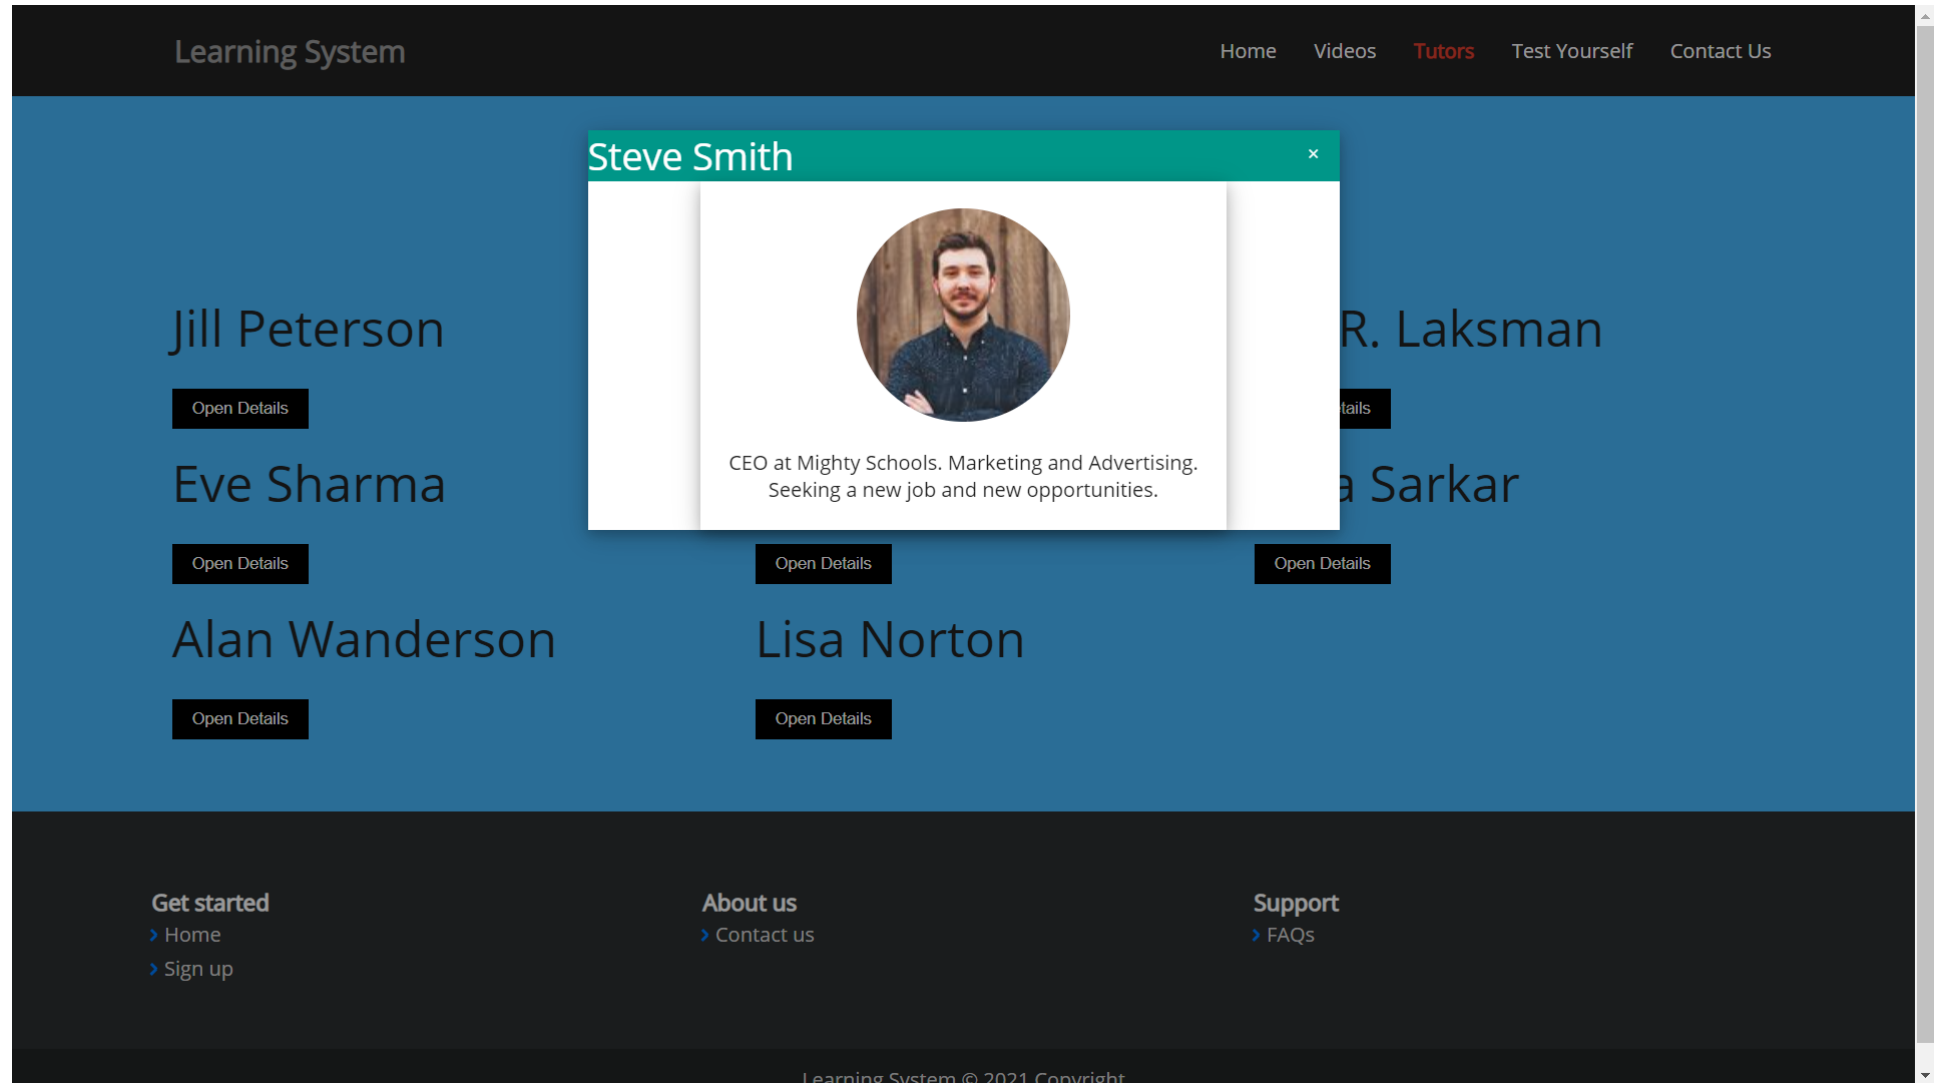 Learning System
Home Videos Tutors Test Yourself Contact Us
Steve Smith ×
CEO at Mighty Schools. Marketing and Advertising.
Seeking a new job and new opportunities.
Jill Peterson
R. Laksman
Open Details
Eve Sharma
Sarkar
Open Details
Open Details
Open Details
Alan Wanderson
Lisa Norton
Open Details
Open Details
Get started
Home
Sign up
About us
Contact us
Support
FAQs
Learning System © 2021 Copyright